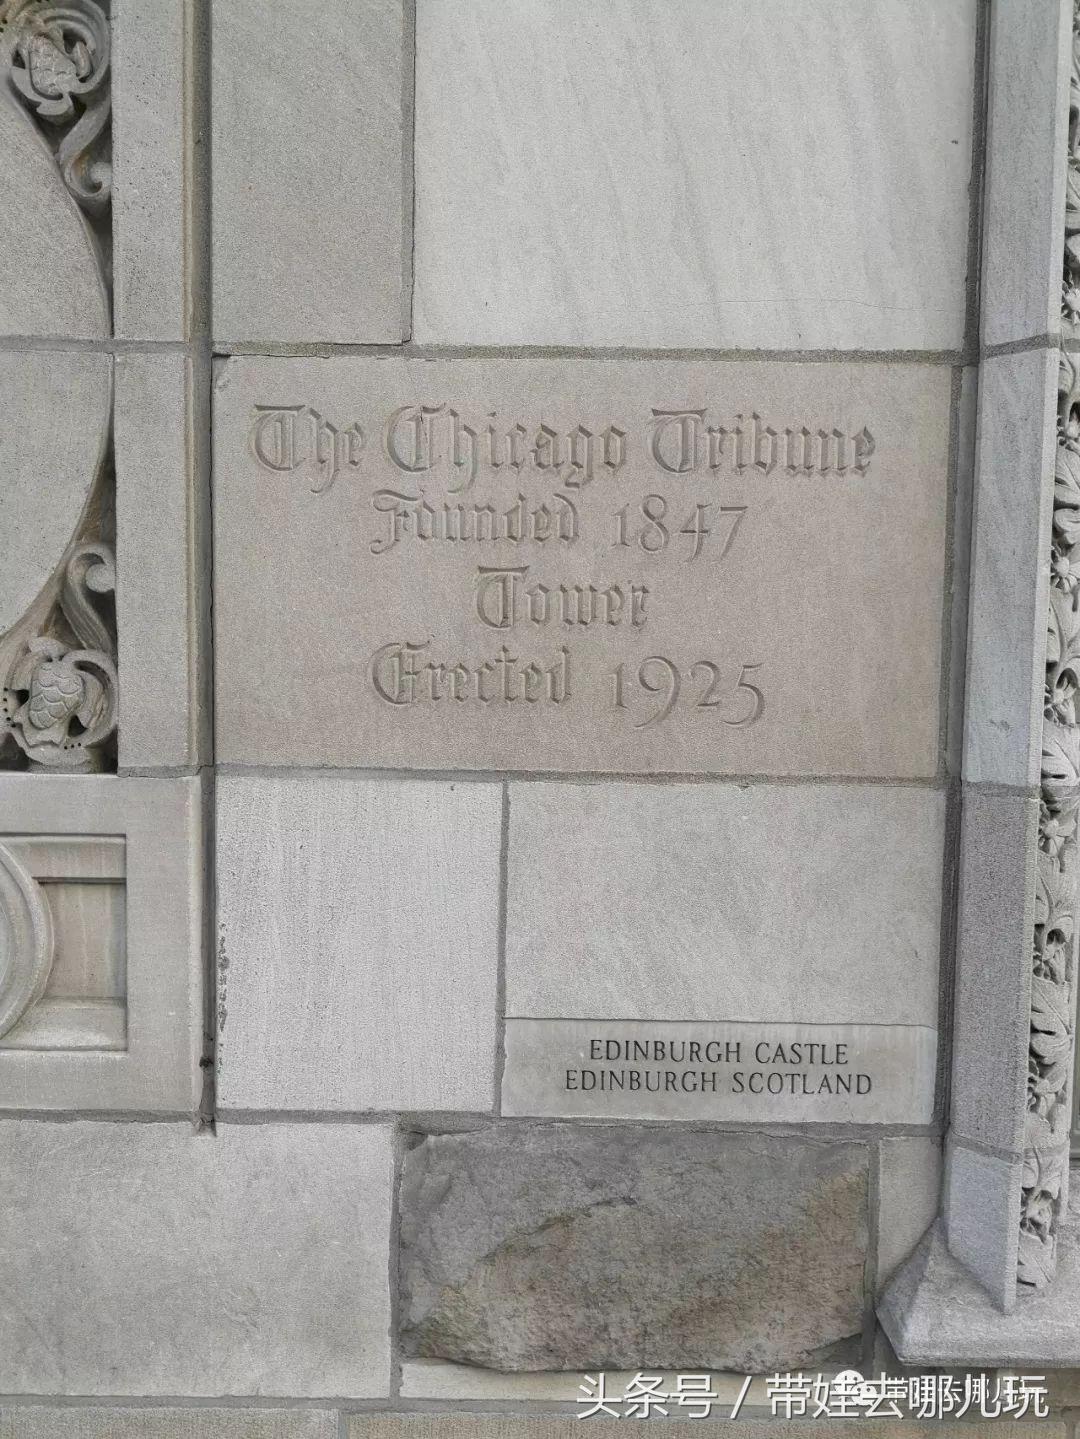 The Chicago Tribune
Founded 1847
Tower
Erected 1925
EDINBURGH CASTLE
EDINBURGH SCOTLAND
头条号 / 带娃去哪儿玩